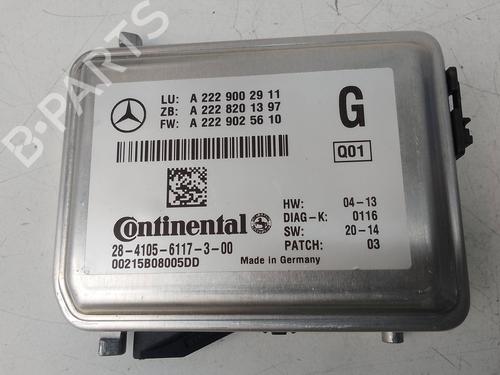 LU: A 222 900 29 11
ZB: A 222 820 13 97
FW: A 222 902 56 10
G
Q01
Continental
28-4105-6117-3-00
00215B08005DD
HW: 04-13
DIAG-K: 0116
SW: 20-14
PATCH: 03
Made in Germany
B-PARTS